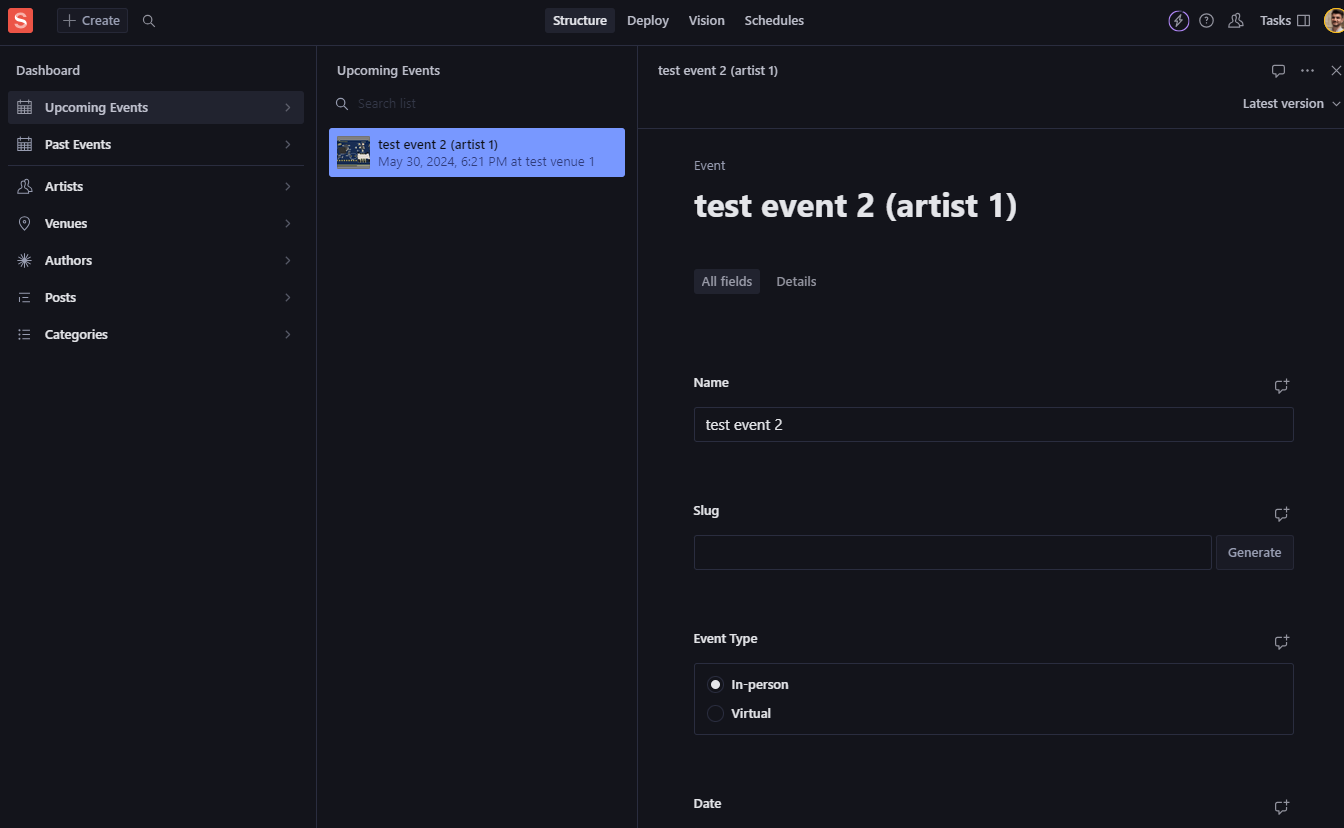 S
Create
Structure
Deploy
Vision
Schedules
Tasks
Dashboard
Upcoming Events
Past Events
Artists
Venues
Authors
Posts
Categories
Upcoming Events
Search list
test event 2 (artist 1)
May 30, 2024, 6:21 PM at test venue 1
test event 2 (artist 1)
Latest version
Event
test event 2 (artist 1)
All fields
Details
Name
test event 2
Slug
Generate
Event Type
In-person
Virtual
Date